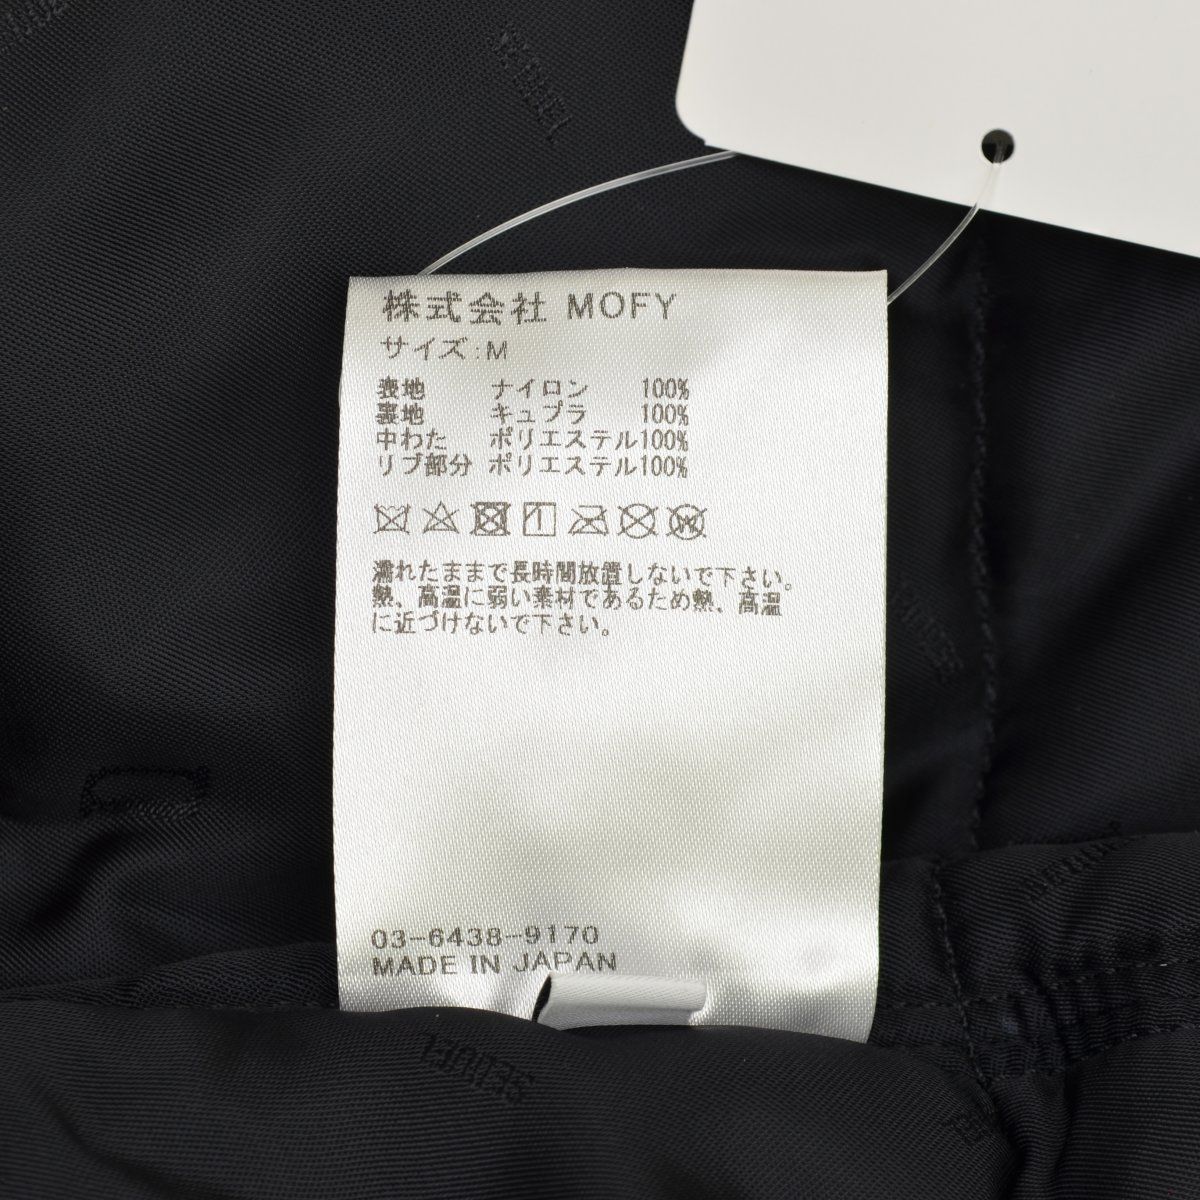 株式会社 MOFY
サイズ:M
表地 ナイロン 100%
裏地 キュプラ 100%
中わた ポリエステル100%
リブ部分 ポリエステル100%
濡れたままで長時間放置しないで下さい。
熱、高温に弱い素材であるため熱、高温
に近づけないで下さい。
03-6438-9170
MADE IN JAPAN